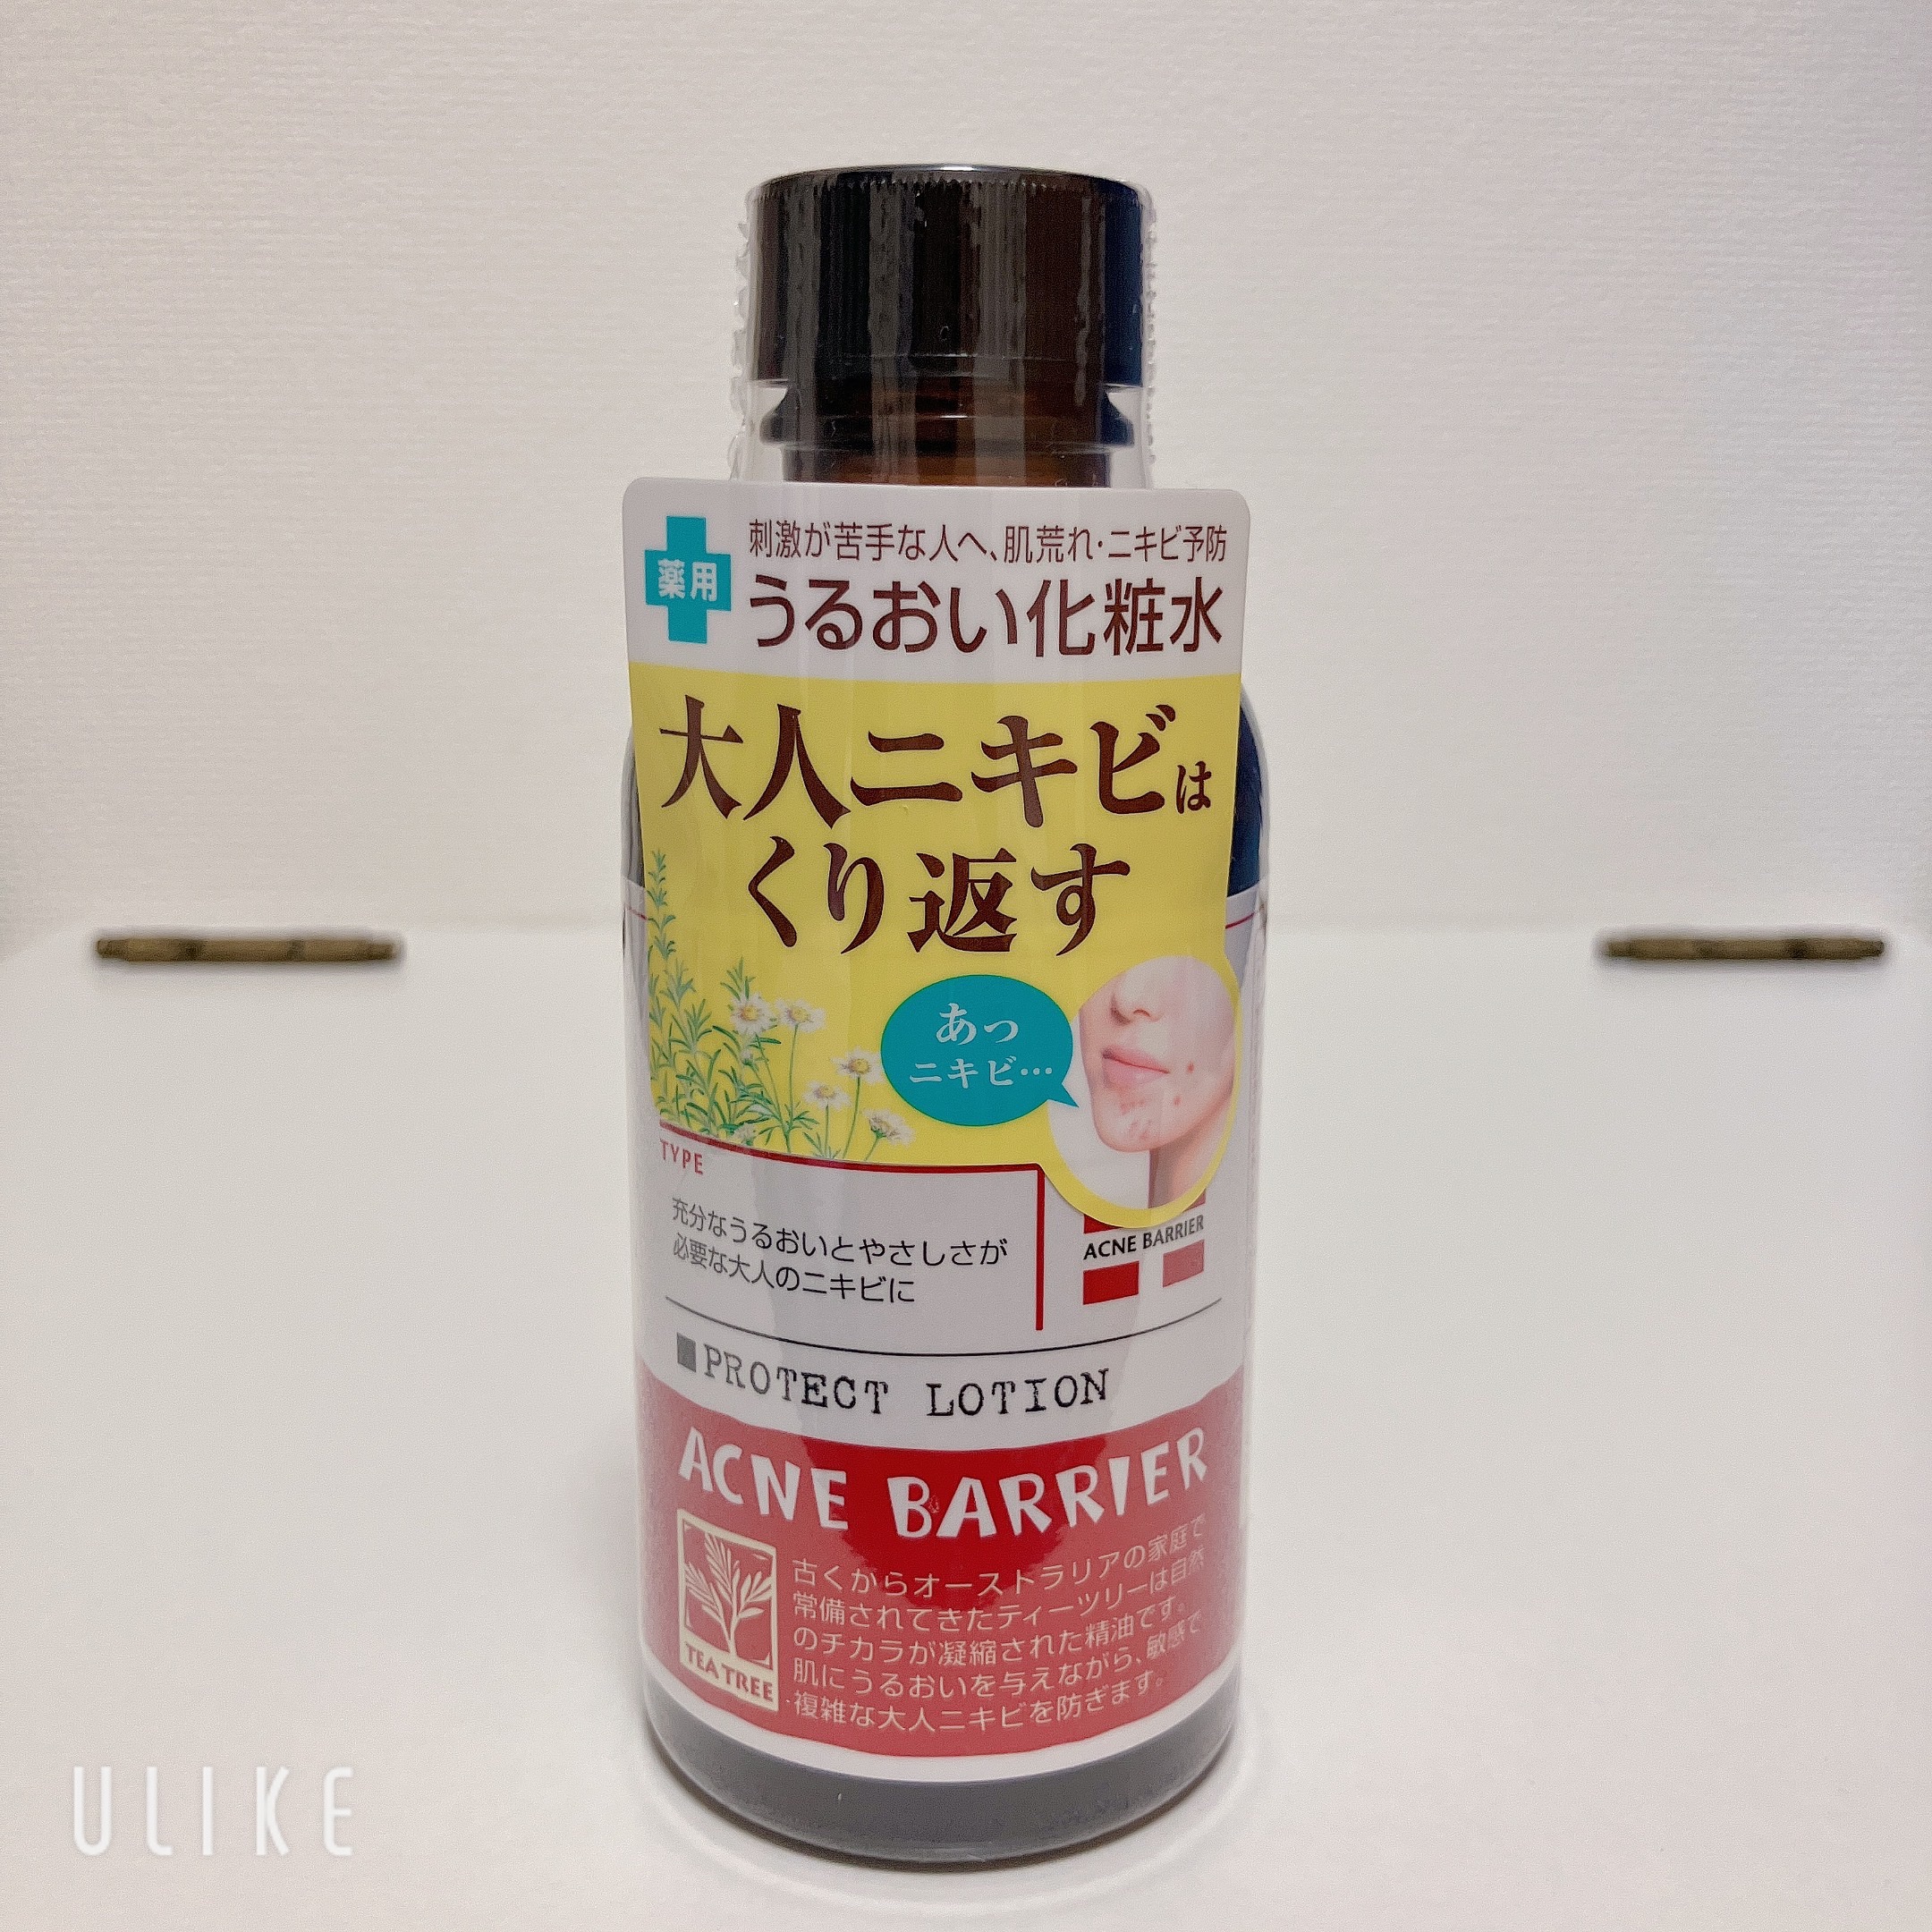 薬用
刺激が苦手な人へ、肌荒れ・ニキビ予防
うるおい化粧水
大人ニキビは
くり返す
あっ
ニキビ…
TYPE
充分なうるおいとやさしさが
必要な大人のニキビに
ACNE BARRIER
■PROTECT LOTION
ACNE BARRIER
TEA TREE
古くからオーストラリアの家庭で
常備されてきたティーツリーは自然
のチカラが凝縮された精油です。
肌にうるおいを与えながら、敏感で
複雑な大人ニキビを防ぎます。
ULIKE